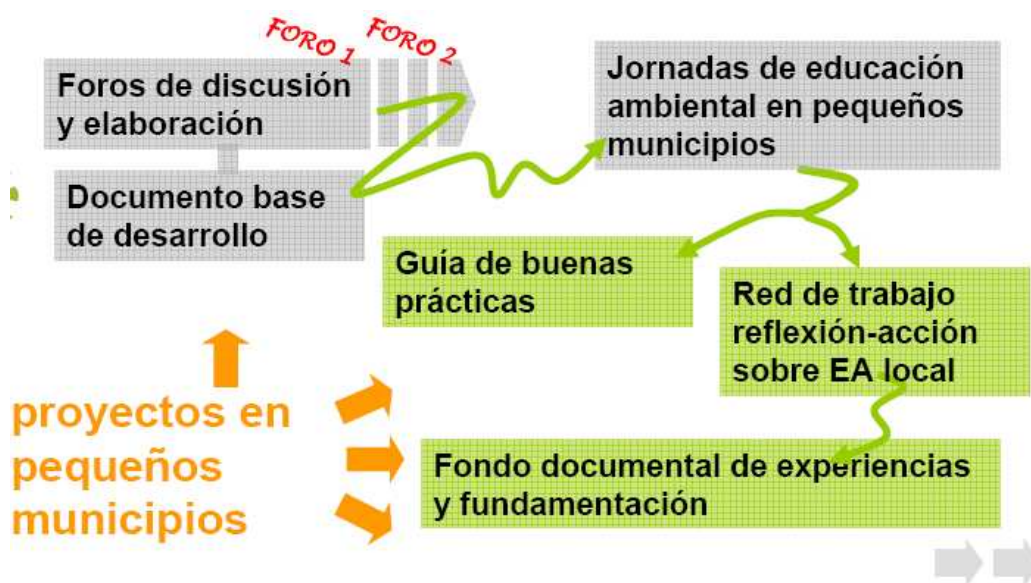 FORO 1
FORO 2
Foros de discusión
y elaboración
Jornadas de educación
ambiental en pequeños
municipios
Documento base
de desarrollo
Guía de buenas
prácticas
Red de trabajo
reflexión-acción
sobre EA local
proyectos en
pequeños
municipios
Fondo documental de experiencias
y fundamentación